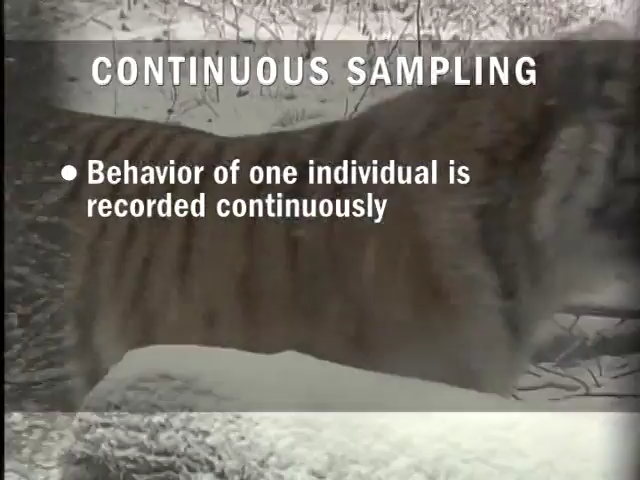 CONTINUOUS SAMPLING
• Behavior of one individual is
recorded continuously